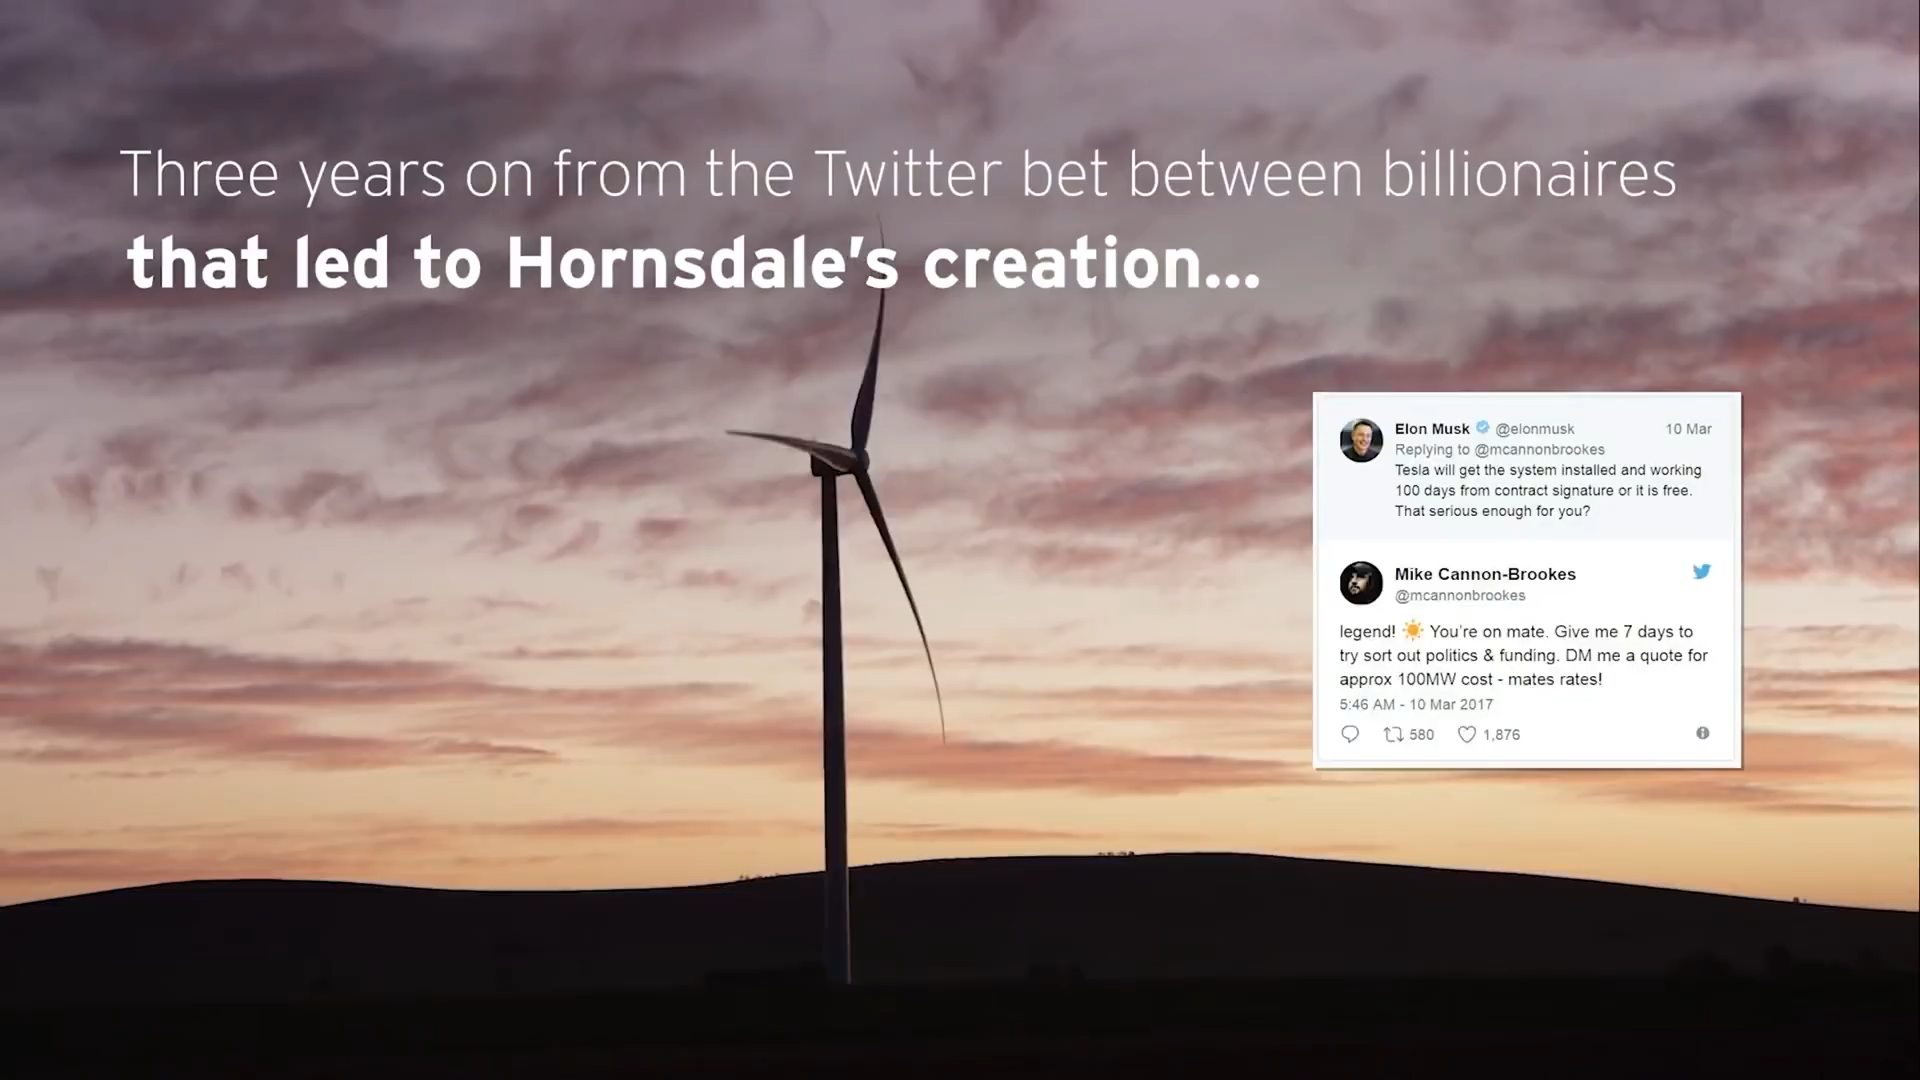 Three years on from the Twitter bet between billionaires
that led to Hornsdale's creation...
Elon Musk @elonmusk 10 Mar
Replying to @mcannonbrookes
Tesla will get the system installed and working
100 days from contract signature or it is free.
That serious enough for you?
Mike Cannon-Brookes
@mcannonbrookes
legend! ☀️ You're on mate. Give me 7 days to
try sort out politics & funding. DM me a quote for
approx 100MW cost - mates rates!
5:46 AM - 10 Mar 2017
580 1,876